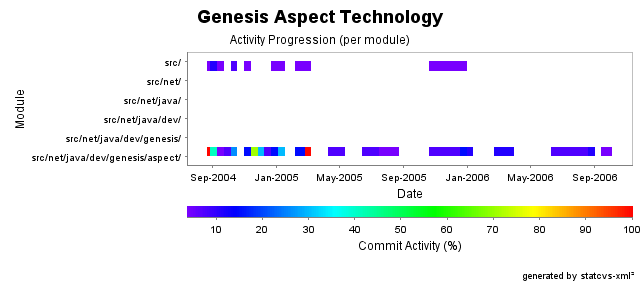 Genesis Aspect Technology
Activity Progression (per module)
Module
src/
src/net/
src/net/java/
src/net/java/dev/
src/net/java/dev/genesis/
src/net/java/dev/genesis/aspect/
Sep-2004 Jan-2005 May-2005 Sep-2005 Jan-2006 May-2006 Sep-2006
Date
10 20 30 40 50 60 70 80 90 100
Commit Activity (%)
generated by statcvs-xml²